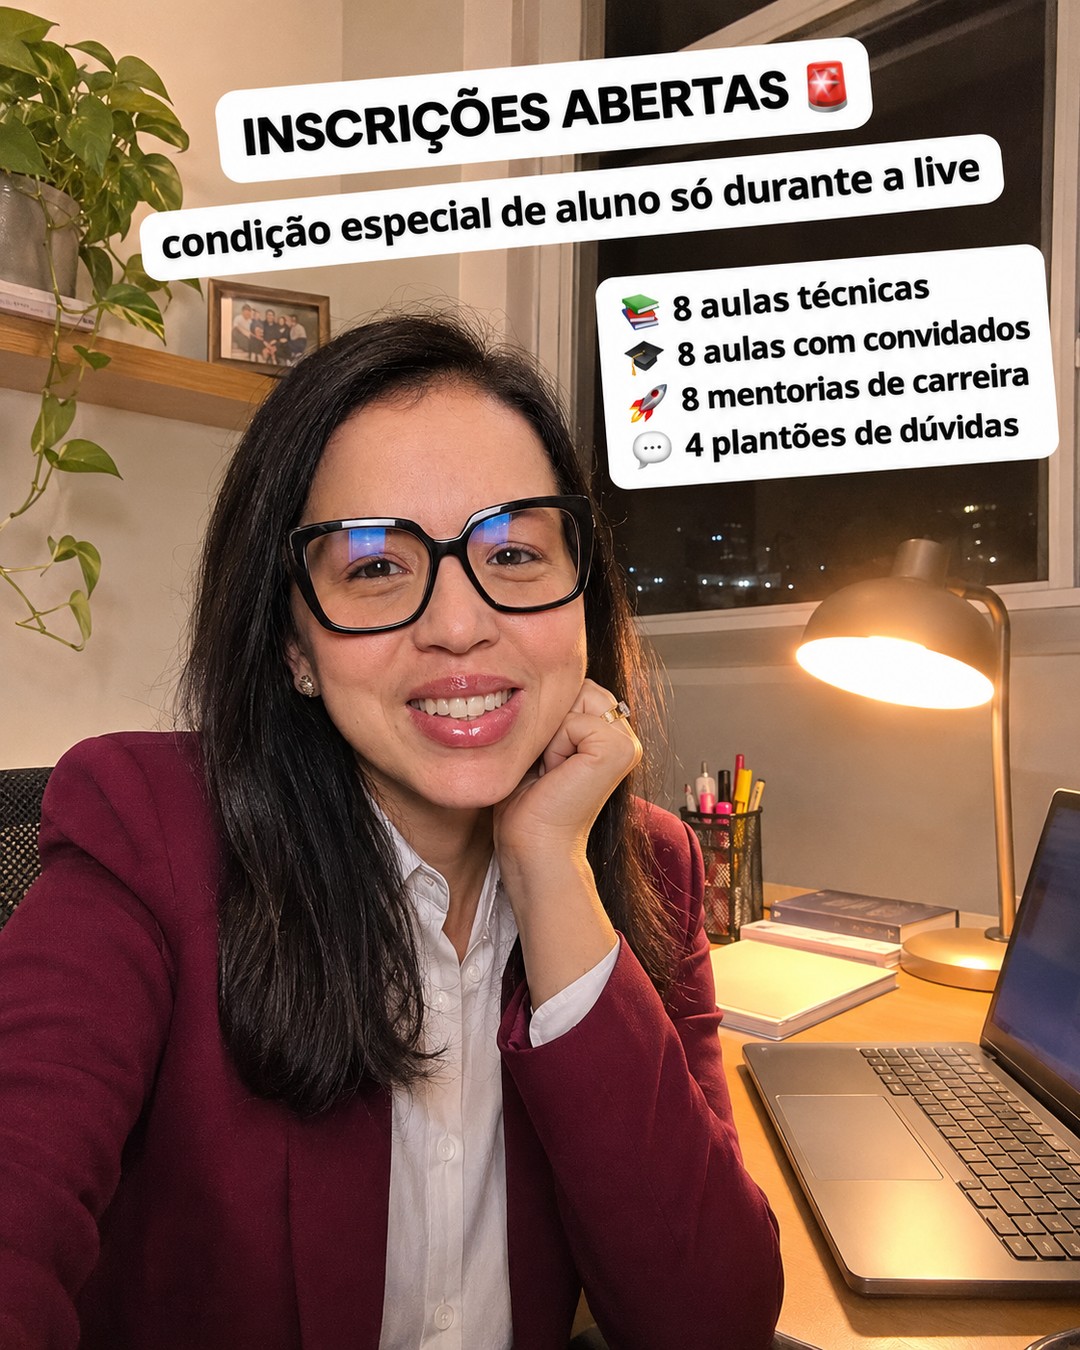 INSCRIÇÕES ABERTAS 🚨
condição especial de aluno só durante a live
📚 8 aulas técnicas
🎓 8 aulas com convidados
🚀 8 mentorias de carreira
💬 4 plantões de dúvidas